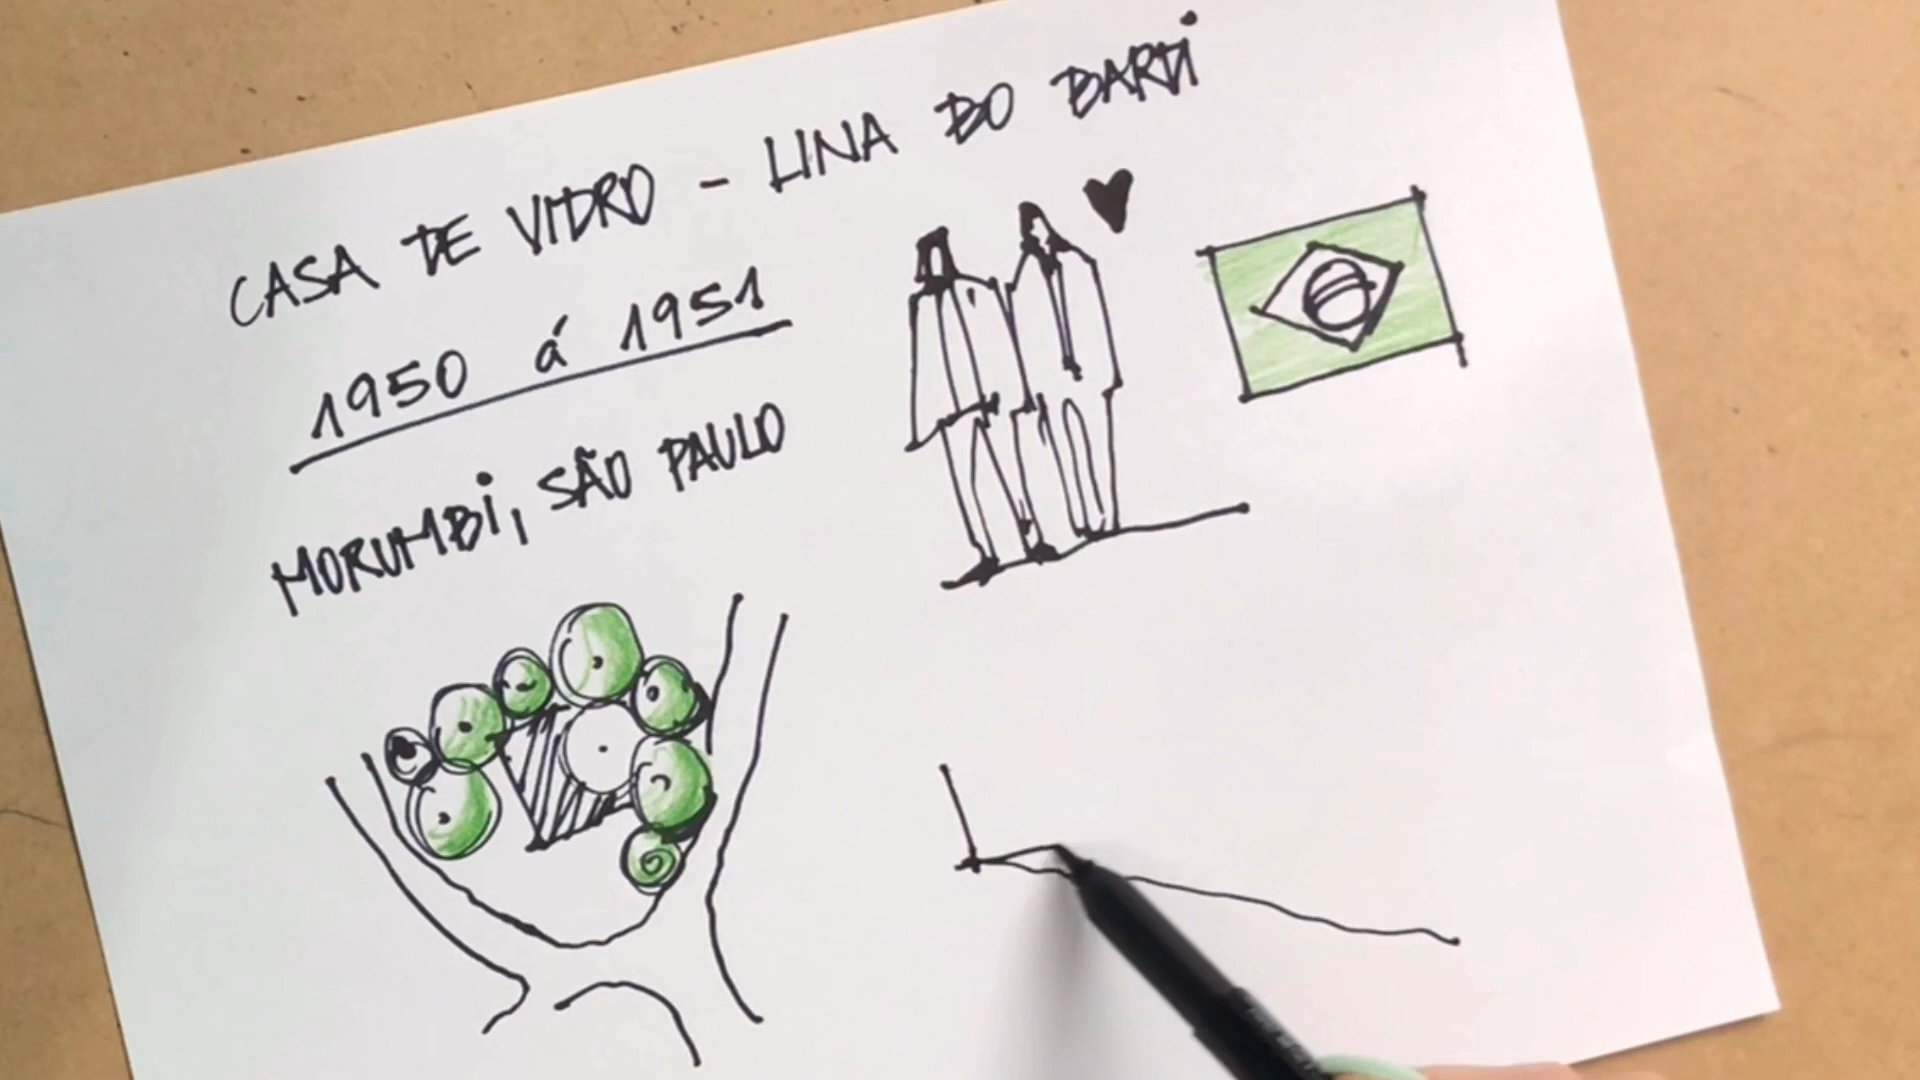 CASA DE VIDRO - LINA BO BARDI
1950 á 1951
MORUMBI, SÃO PAULO